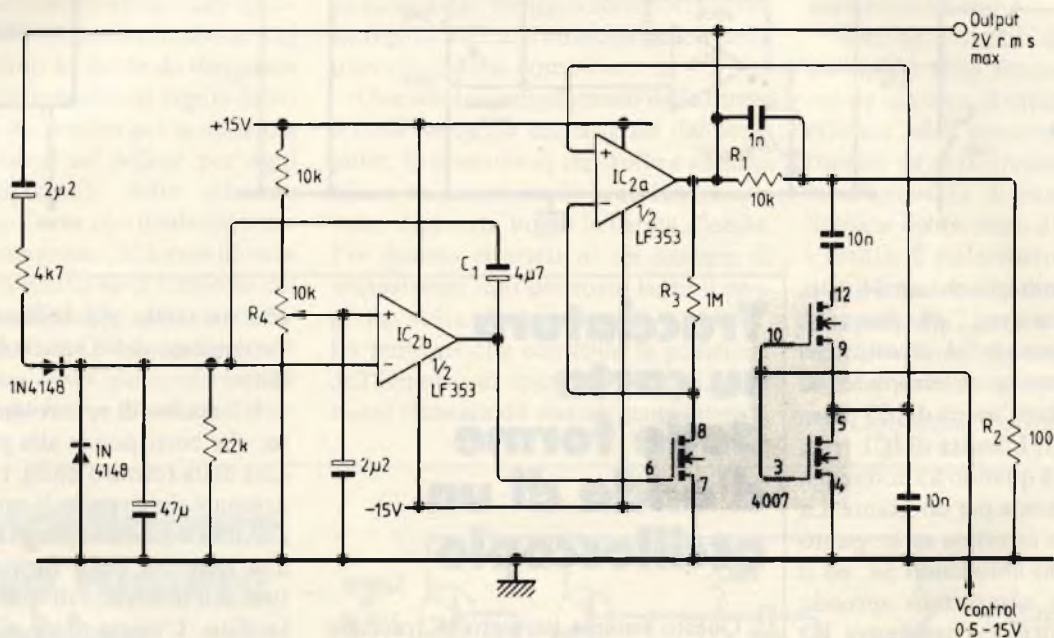 Output
2V rms
max
+15V
1n
R1
10k
IC2a
½
LF353
2µ2
10k
10n
4k7
C1
4µ7
R3
1M
12
10
9
R4
10k
IC2b
½
LF353
1N4148
8
5
6
7
3
4
4007
R2
100
1N
4148
22k
2µ2
47µ
-15V
10n
Vcontrol
0·5-15V